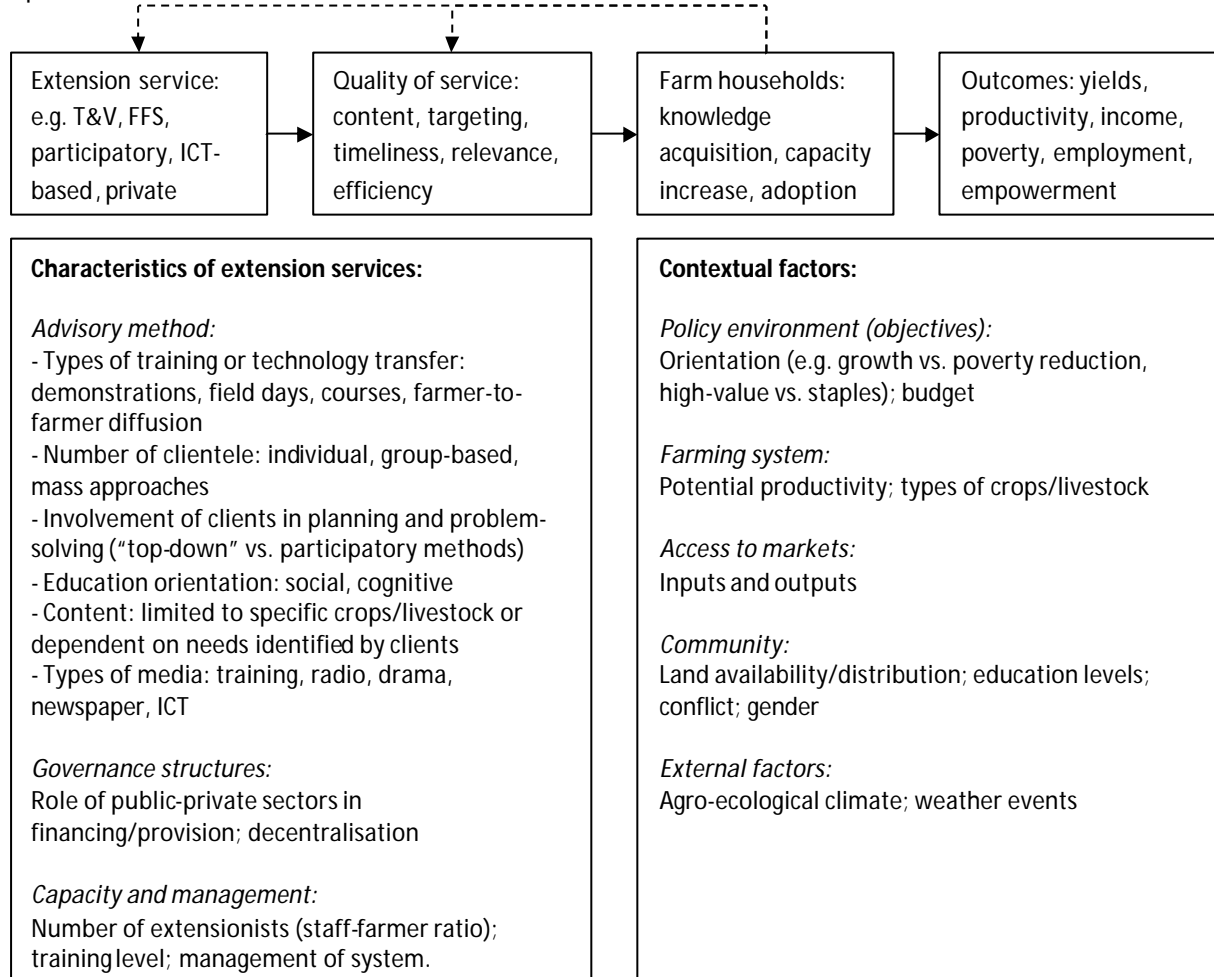 Extension service:
e.g. T&V, FFS,
participatory, ICT-
based, private
Quality of service:
content, targeting,
timeliness, relevance,
efficiency
Farm households:
knowledge
acquisition, capacity
increase, adoption
Outcomes: yields,
productivity, income,
poverty, employment,
empowerment
Characteristics of extension services:
Advisory method:
- Types of training or technology transfer:
demonstrations, field days, courses, farmer-to-
farmer diffusion
- Number of clientele: individual, group-based,
mass approaches
- Involvement of clients in planning and problem-
solving (“top-down” vs. participatory methods)
- Education orientation: social, cognitive
- Content: limited to specific crops/livestock or
dependent on needs identified by clients
- Types of media: training, radio, drama,
newspaper, ICT
Governance structures:
Role of public-private sectors in
financing/provision; decentralisation
Capacity and management:
Number of extensionists (staff-farmer ratio);
training level; management of system.
Contextual factors:
Policy environment (objectives):
Orientation (e.g. growth vs. poverty reduction,
high-value vs. staples); budget
Farming system:
Potential productivity; types of crops/livestock
Access to markets:
Inputs and outputs
Community:
Land availability/distribution; education levels;
conflict; gender
External factors:
Agro-ecological climate; weather events